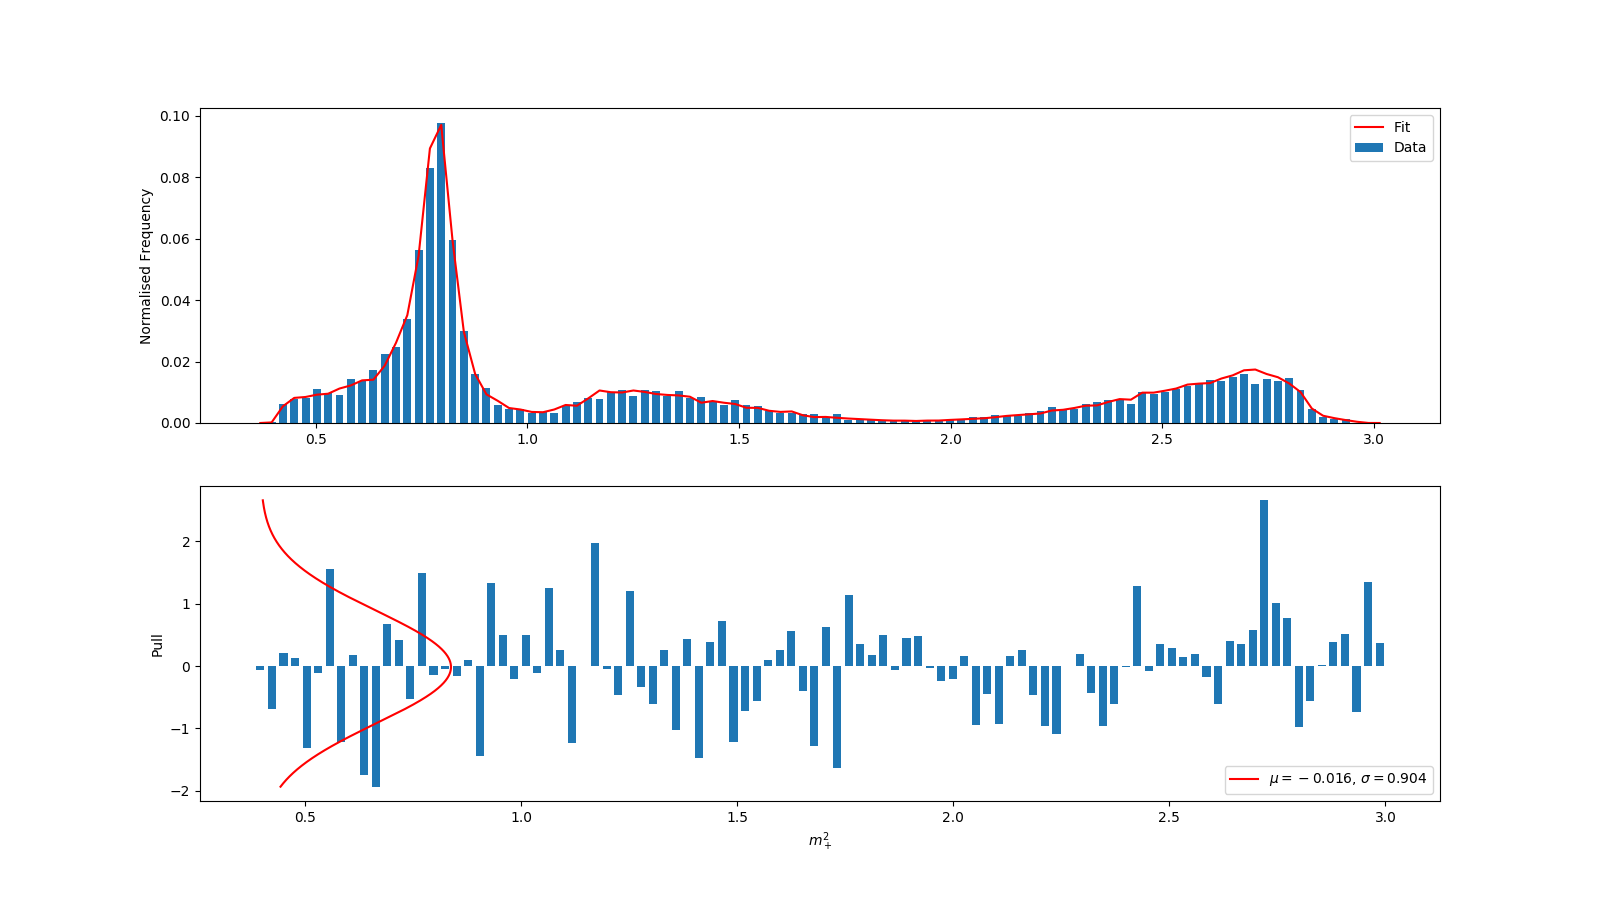 0.10
0.08
0.06
0.04
0.02
0.00
Normalised Frequency
Fit
Data
0.5 1.0 1.5 2.0 2.5 3.0
2
1
0
−1
−2
Pull
μ = −0.016, σ = 0.904
0.5 1.0 1.5 2.0 2.5 3.0
m²₊